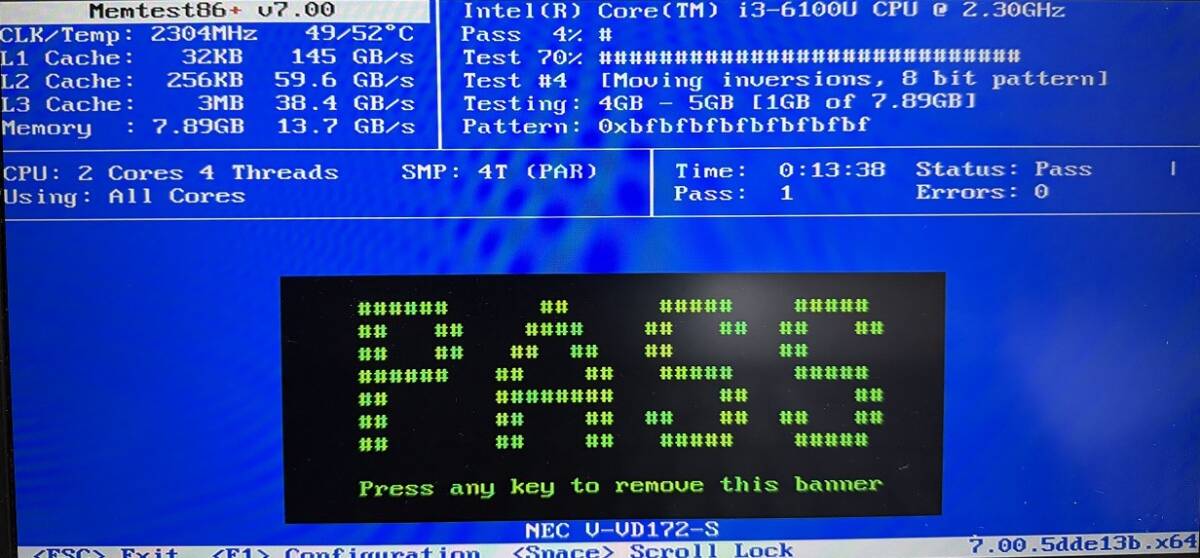 Memtest86+ v7.00
CLK/Temp: 2304MHz 49/52°C
L1 Cache: 32KB 145 GB/s
L2 Cache: 256KB 59.6 GB/s
L3 Cache: 3MB 38.4 GB/s
Memory : 7.89GB 13.7 GB/s
Intel(R) Core(TM) i3-6100U CPU @ 2.30GHz
Pass 4% #
Test 70% ############################
Test #4 [Moving inversions, 8 bit pattern]
Testing: 4GB - 5GB [1GB of 7.89GB]
Pattern: 0xbfbfbfbfbfbfbfbf
CPU: 2 Cores 4 Threads SMP: 4T (PAR)
Using: All Cores
Time: 0:13:38 Status: Pass |
Pass: 1 Errors: 0
PASS
Press any key to remove this banner
NEC V-VD172-S
<ESC> Exit <F1> Configuration <Space> Scroll Lock 7.00.5dde13b.x64